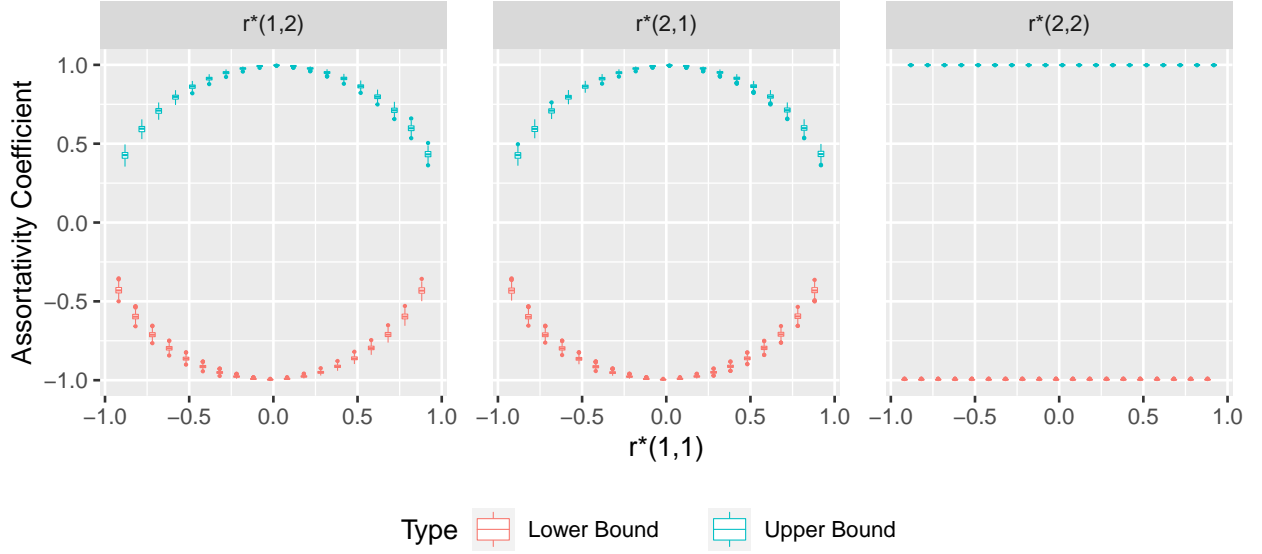 r*(1,2) r*(2,1) r*(2,2)
Assortativity Coefficient
1.0
0.5
0.0
−0.5
−1.0
−1.0 −0.5 0.0 0.5 1.0 −1.0 −0.5 0.0 0.5 1.0 −1.0 −0.5 0.0 0.5 1.0
r*(1,1)
Type Lower Bound Upper Bound